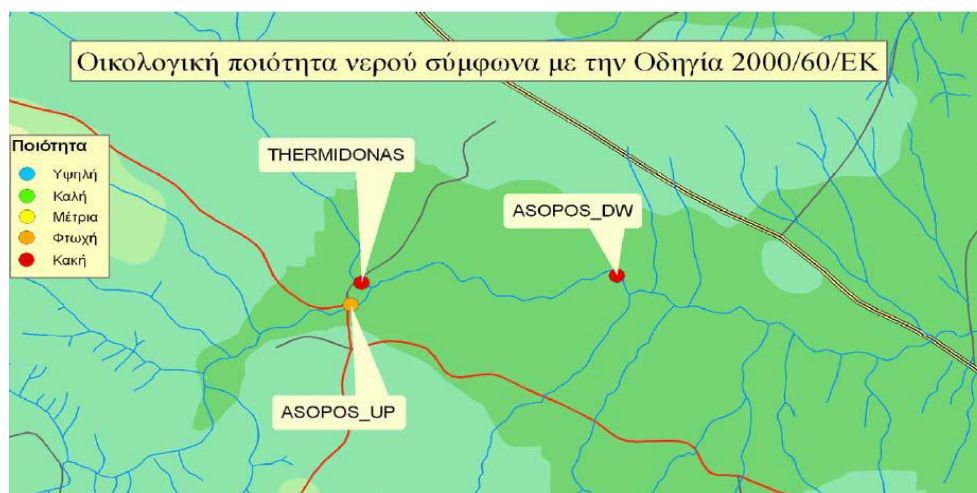 Οικολογική ποιότητα νερού σύμφωνα με την Οδηγία 2000/60/ΕΚ
Ποιότητα
Υψηλή
Καλή
Μέτρια
Φτωχή
Κακή
THERMIDONAS
ASOPOS_DW
ASOPOS_UP